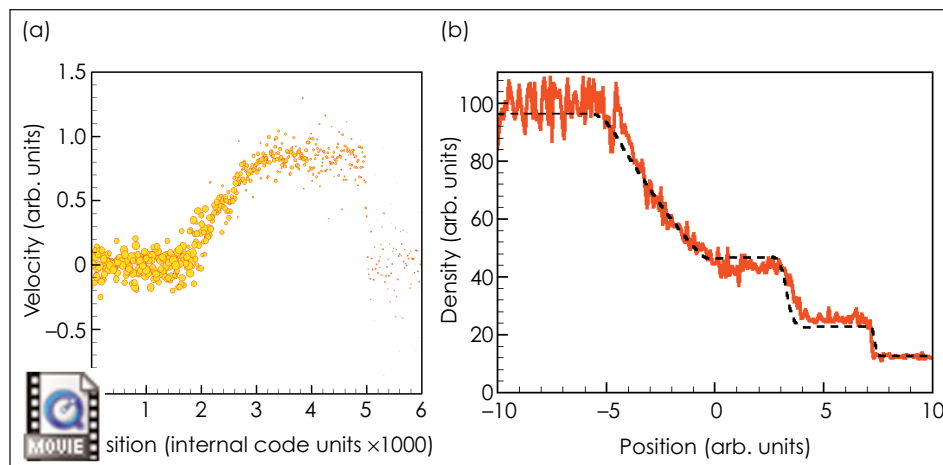 (a)
1.5
1.0
0.5
0
–0.5
Velocity (arb. units)
1 2 3 4 5 6
sition (internal code units ×1000)
MOVIE
(b)
100
80
60
40
20
0
Density (arb. units)
–10 –5 0 5 10
Position (arb. units)